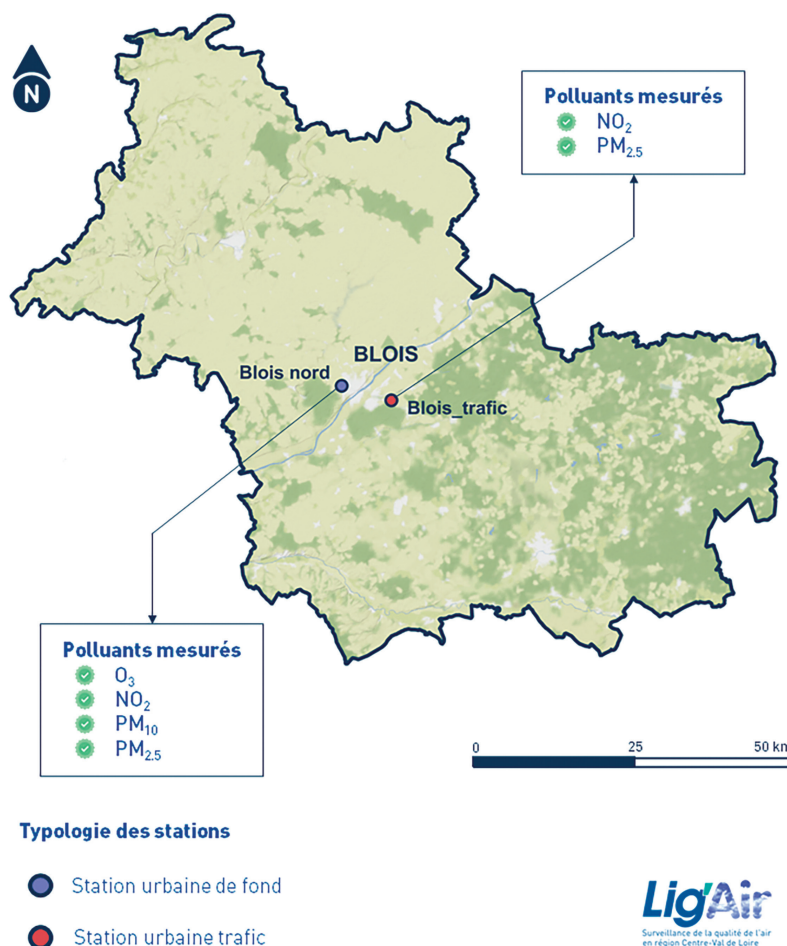 N
Polluants mesurés
NO₂
PM₂.₅
BLOIS
Blois nord
Blois_trafic
Polluants mesurés
O₃
NO₂
PM₁₀
PM₂.₅
0 25 50 km
Typologie des stations
Station urbaine de fond
Station urbaine trafic
Lig'Air
Surveillance de la qualité de l'air
en région Centre-Val de Loire